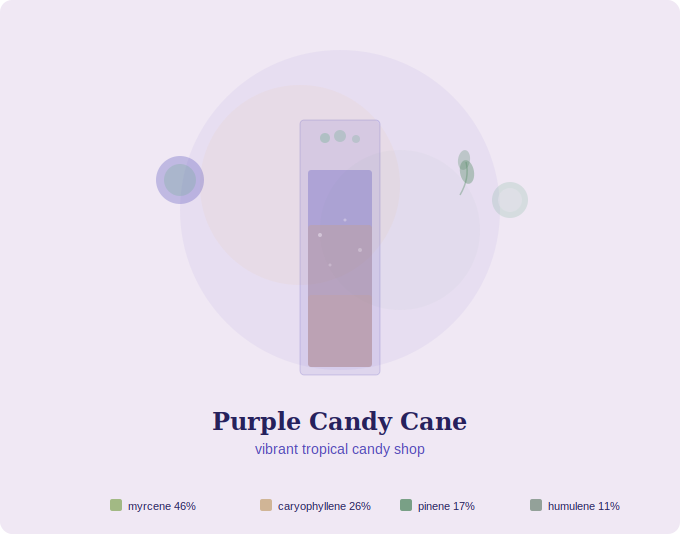 Purple Candy Cane
vibrant tropical candy shop
myrcene 46% caryophyllene 26% pinene 17% humulene 11%